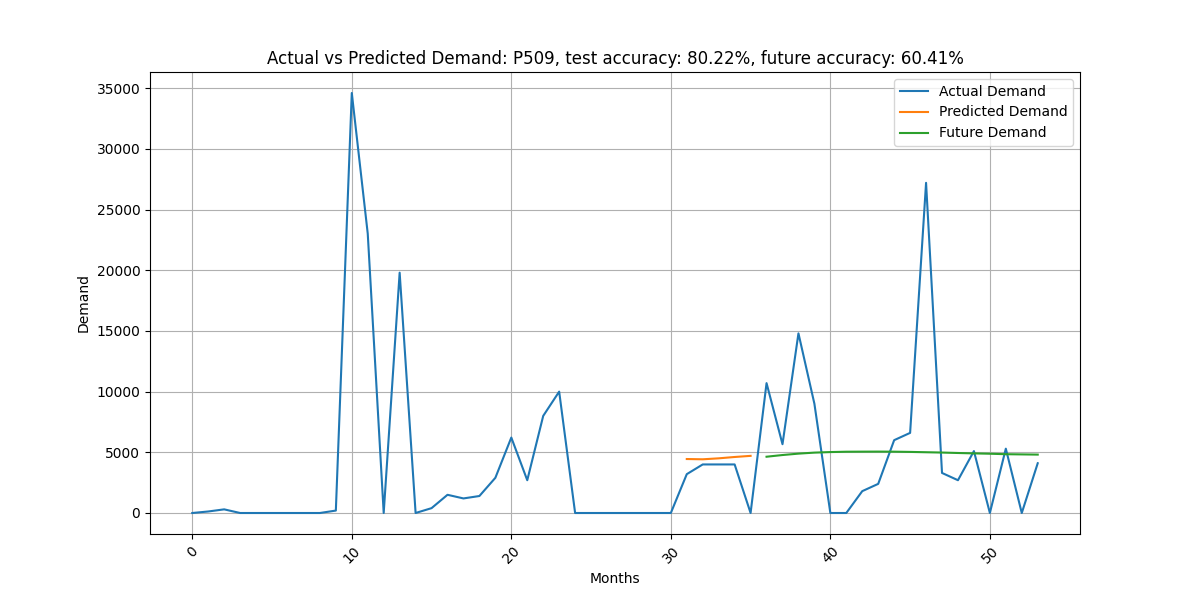 Actual vs Predicted Demand: P509, test accuracy: 80.22%, future accuracy: 60.41%
Actual Demand
Predicted Demand
Future Demand
35000
30000
25000
20000
15000
10000
5000
0
Demand
0
10
20
30
40
50
Months